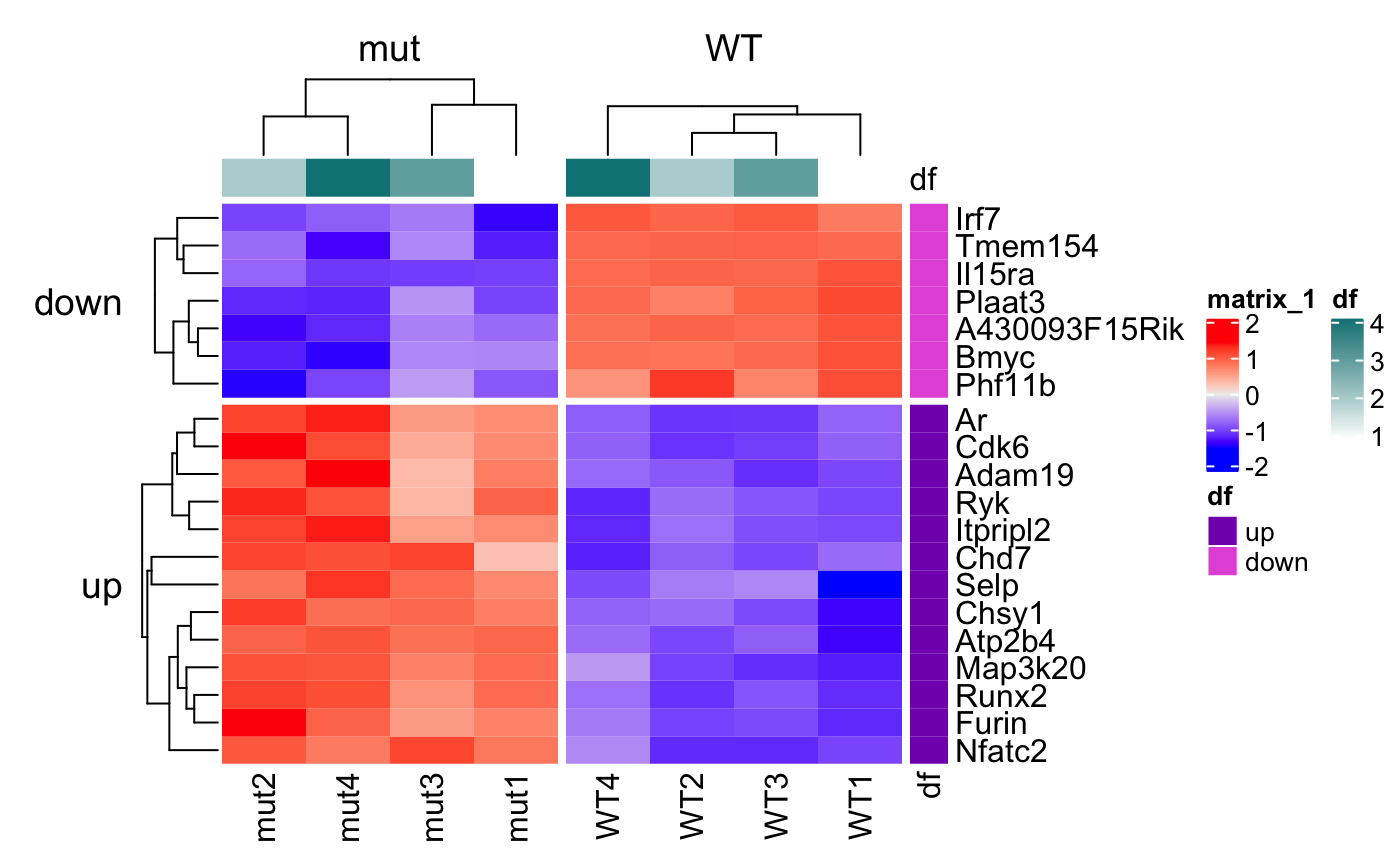 mut
WT
df
down
up
Irf7
Tmem154
Il15ra
Plaat3
A430093F15Rik
Bmyc
Phf11b
Ar
Cdk6
Adam19
Ryk
Itpripl2
Chd7
Selp
Chsy1
Atp2b4
Map3k20
Runx2
Furin
Nfatc2
mut2
mut4
mut3
mut1
WT4
WT2
WT3
WT1
df
matrix_1
2
1
0
-1
-2
df
4
3
2
1
df
up
down